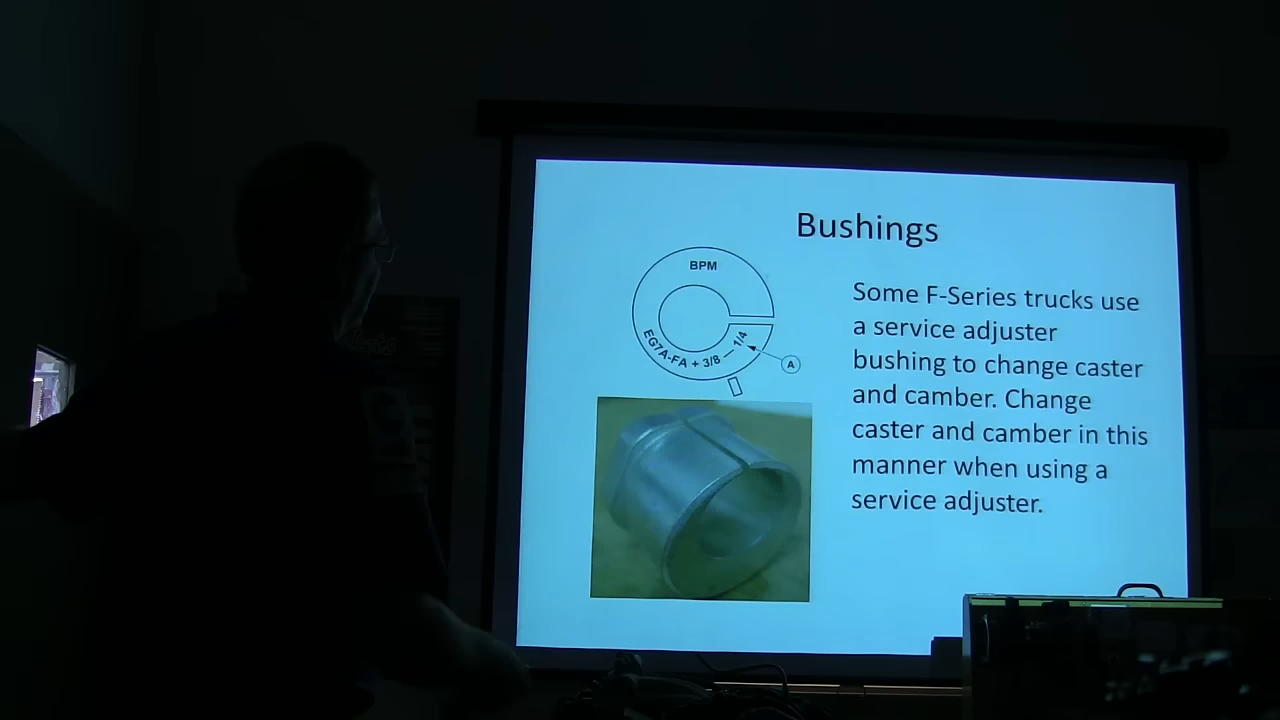 Bushings
BPM
EG7A-FA + 3/8 — 1/4
A
Some F-Series trucks use
a service adjuster
bushing to change caster
and camber. Change
caster and camber in this
manner when using a
service adjuster.